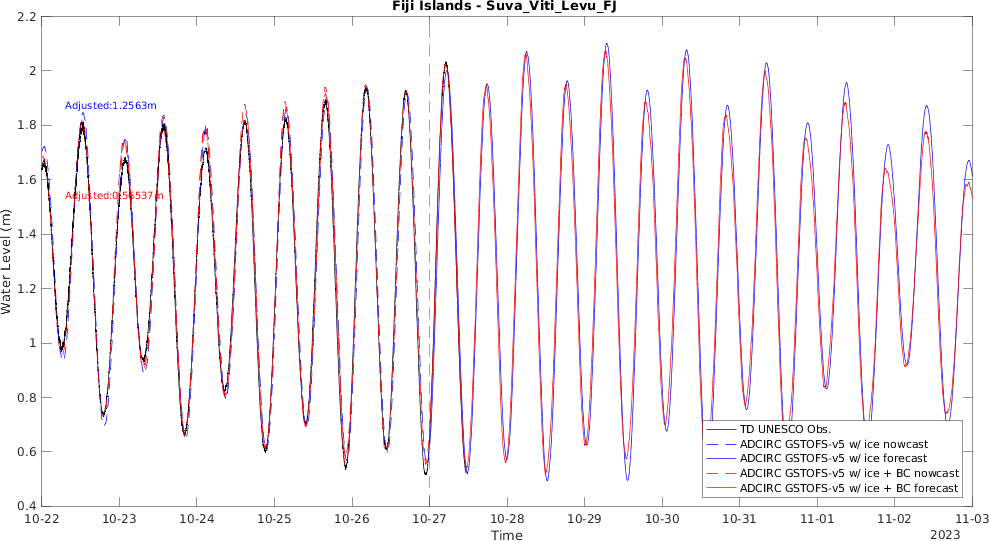 Fiji Islands - Suva_Viti_Levu_FJ
2.2
2
1.8
1.6
1.4
1.2
1
0.8
0.6
0.4
Water Level (m)
Adjusted:1.2563m
Adjusted:0.56537m
TD UNESCO Obs.
ADCIRC GSTOFS-v5 w/ ice nowcast
ADCIRC GSTOFS-v5 w/ ice forecast
ADCIRC GSTOFS-v5 w/ ice + BC nowcast
ADCIRC GSTOFS-v5 w/ ice + BC forecast
10-22 10-23 10-24 10-25 10-26 10-27 10-28 10-29 10-30 10-31 11-01 11-02 11-03
Time
2023